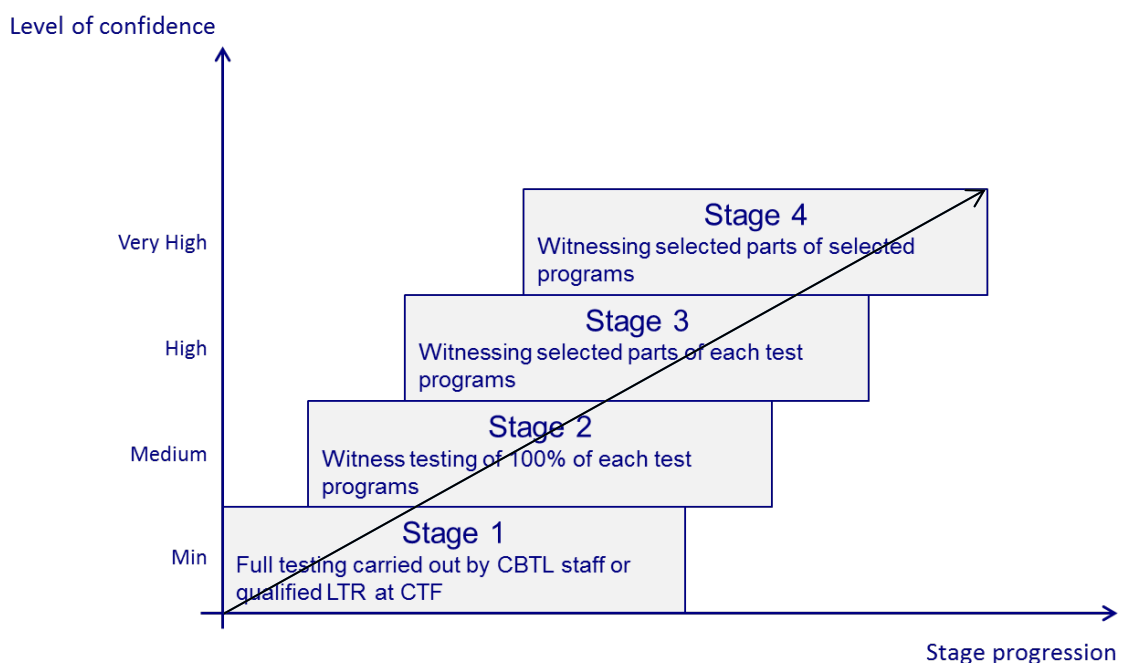 Level of confidence
Very High
Stage 4
Witnessing selected parts of selected
programs
High
Stage 3
Witnessing selected parts of each test
programs
Medium
Stage 2
Witness testing of 100% of each test
programs
Min
Stage 1
Full testing carried out by CBTL staff or
qualified LTR at CTF
Stage progression